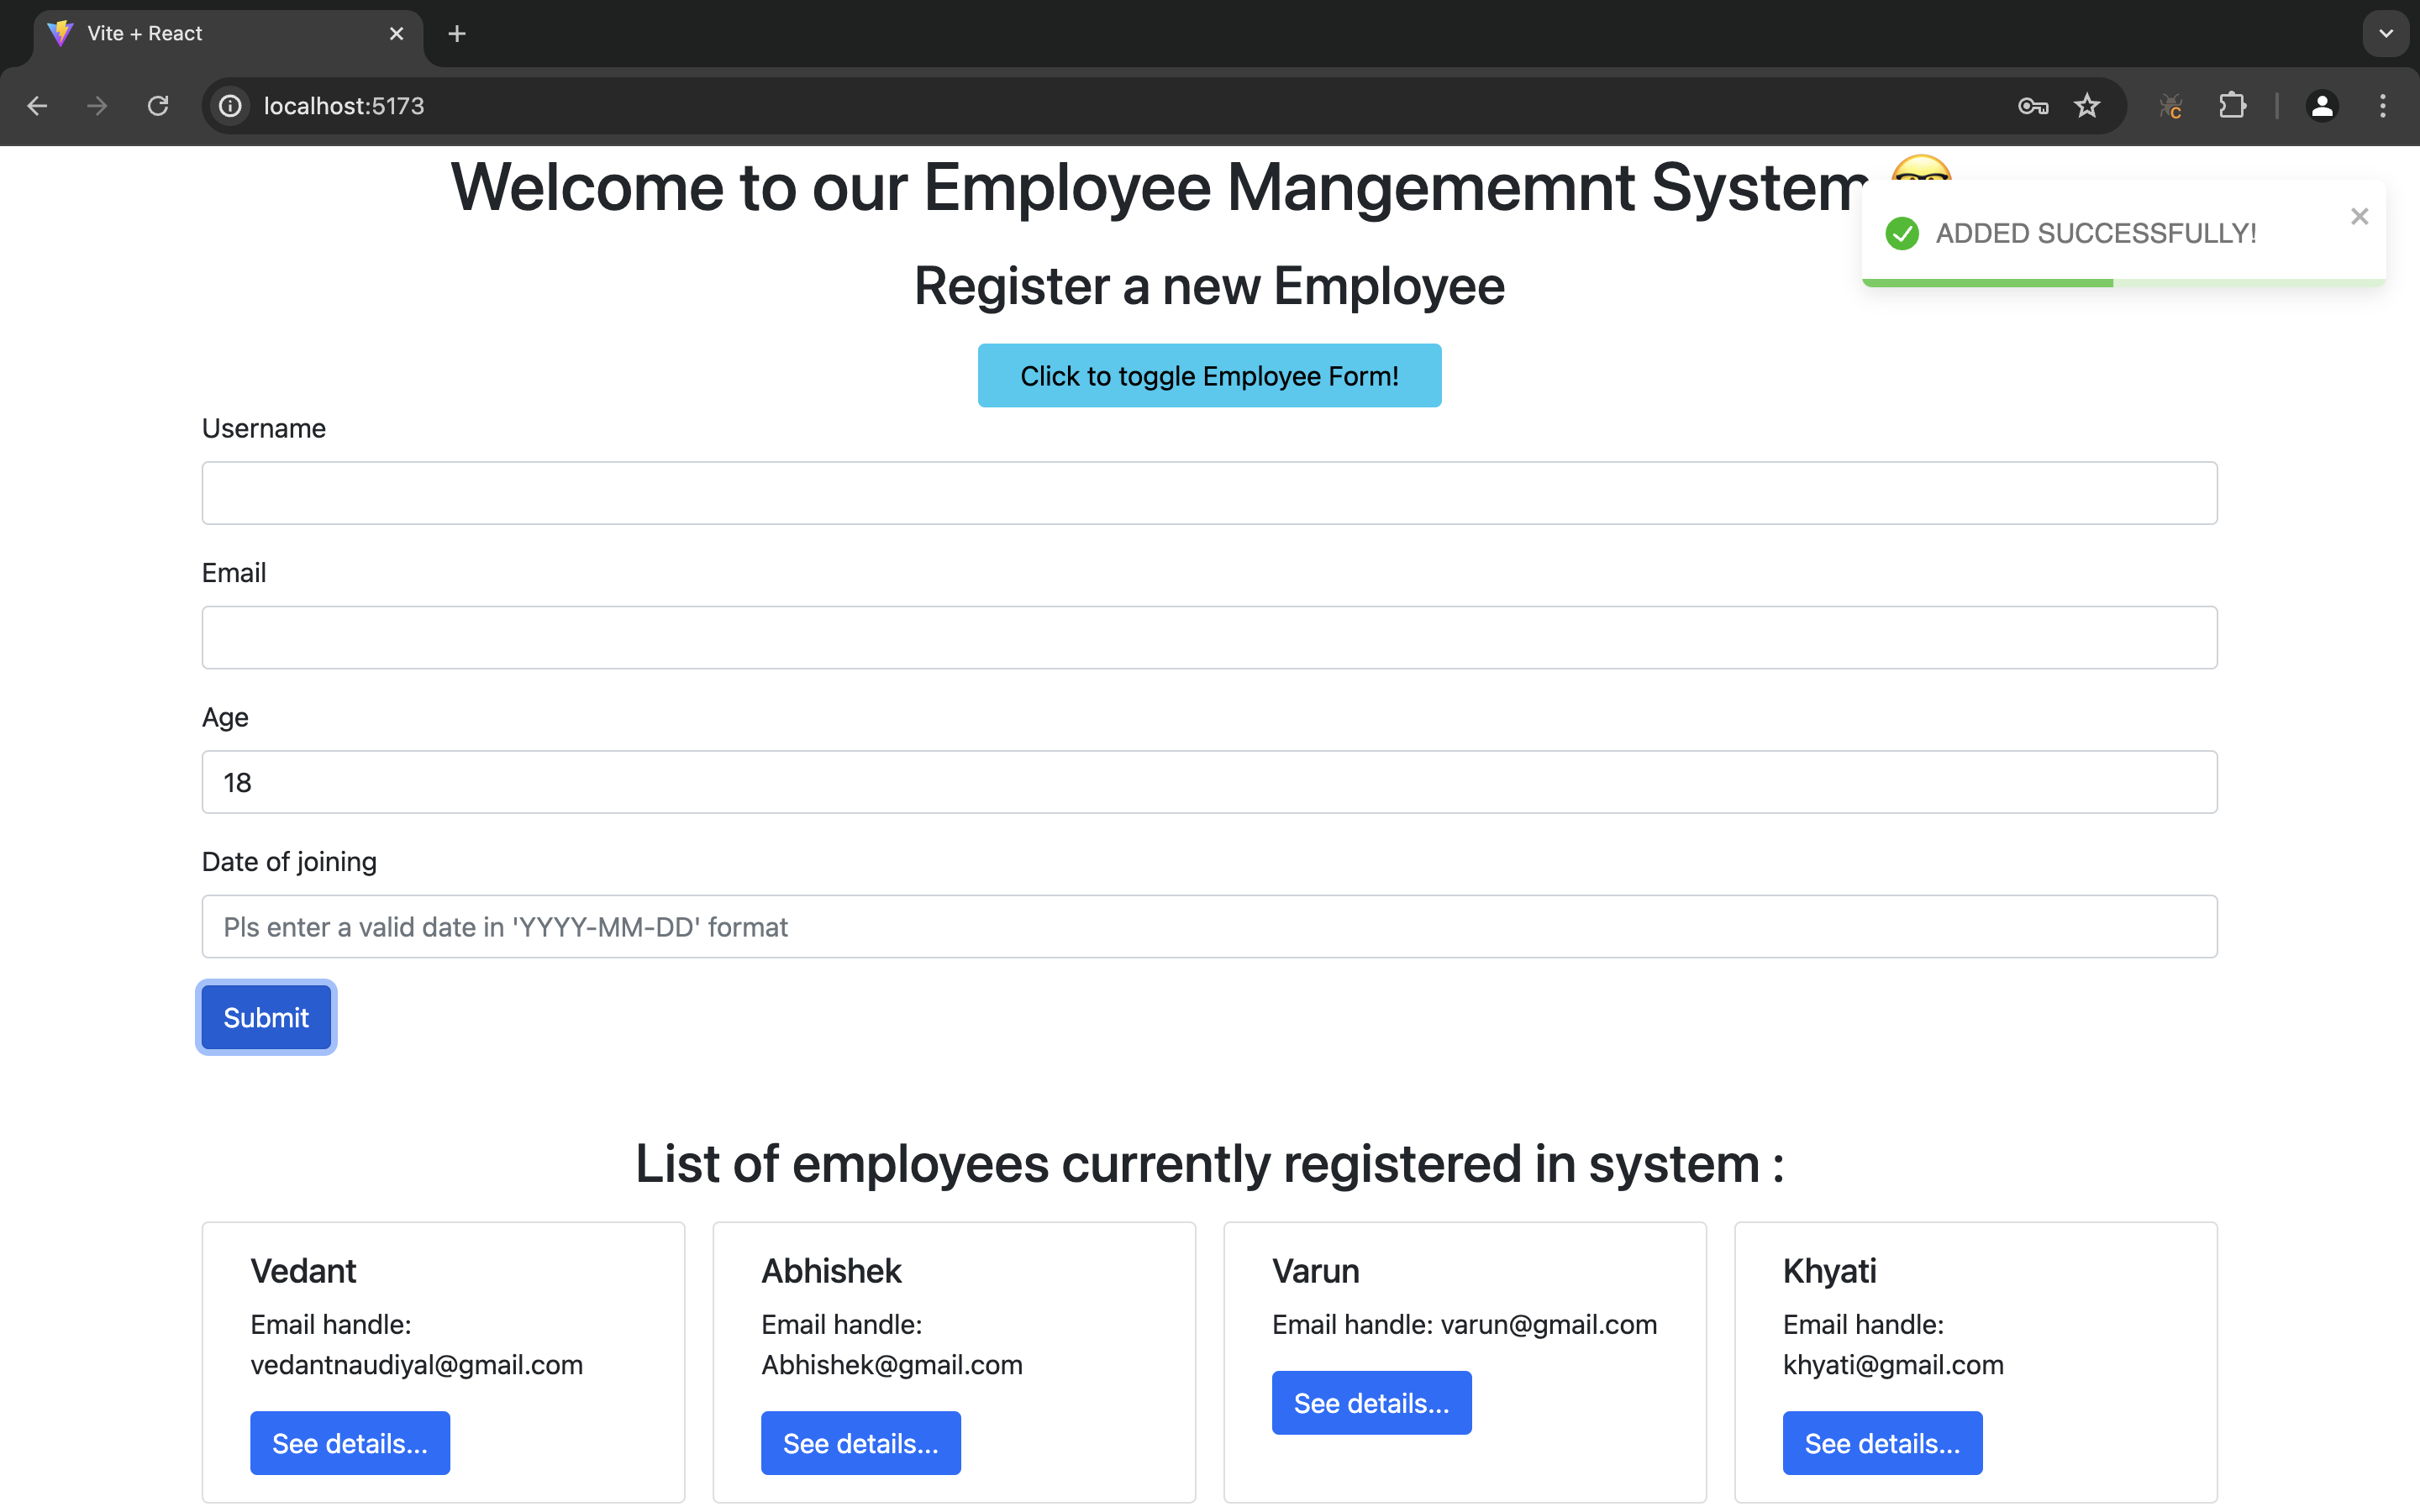 Vite + React
localhost:5173
Welcome to our Employee Mangememnt System 🤓
ADDED SUCCESSFULLY!
Register a new Employee
Click to toggle Employee Form!
Username
Email
Age
18
Date of joining
Pls enter a valid date in 'YYYY-MM-DD' format
Submit
List of employees currently registered in system :
Vedant
Email handle:
vedantnaudiyal@gmail.com
See details...
Abhishek
Email handle:
Abhishek@gmail.com
See details...
Varun
Email handle: varun@gmail.com
See details...
Khyati
Email handle:
khyati@gmail.com
See details...